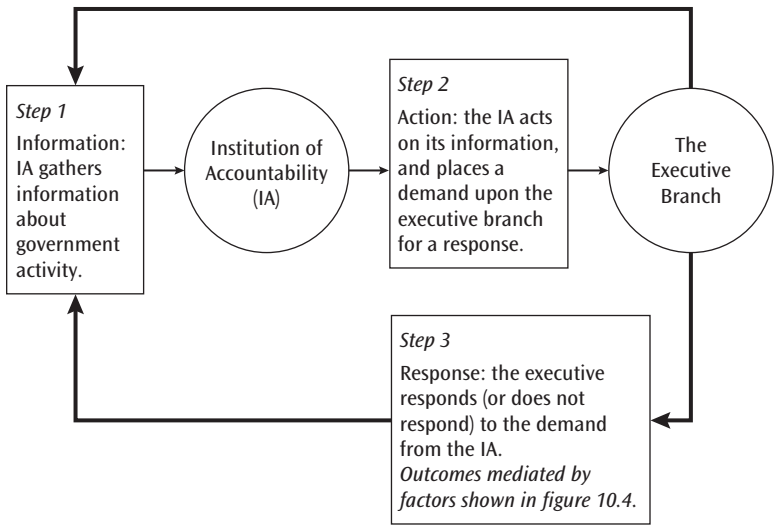 Step 1
Information:
IA gathers
information
about
government
activity.
Institution of
Accountability
(IA)
Step 2
Action: the IA acts
on its information,
and places a
demand upon the
executive branch
for a response.
The
Executive
Branch
Step 3
Response: the executive
responds (or does not
respond) to the demand
from the IA.
Outcomes mediated by
factors shown in figure 10.4.